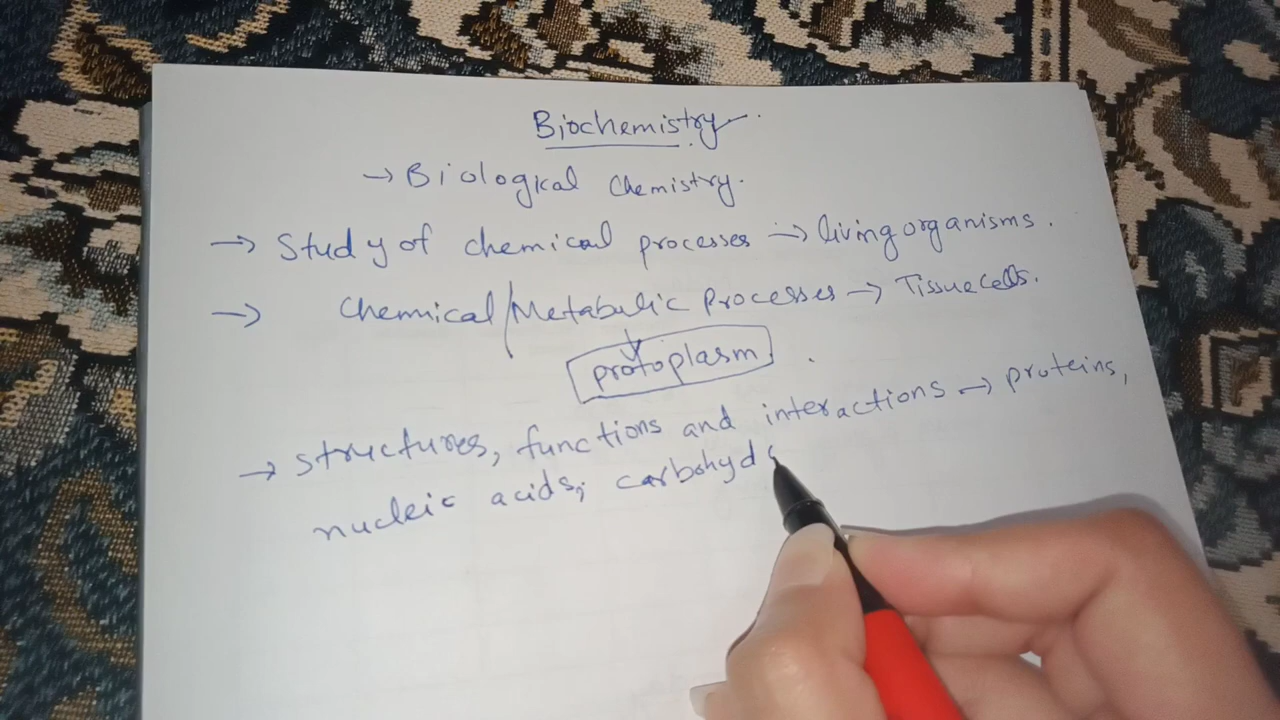 Biochemistry
→ Biological Chemistry.
→ Study of chemical processes → living organisms.
→ Chemical/Metabolic Processes → Tissue cells.
protoplasm
→ structures, functions and interactions → proteins,
nucleic acids, carbohyd